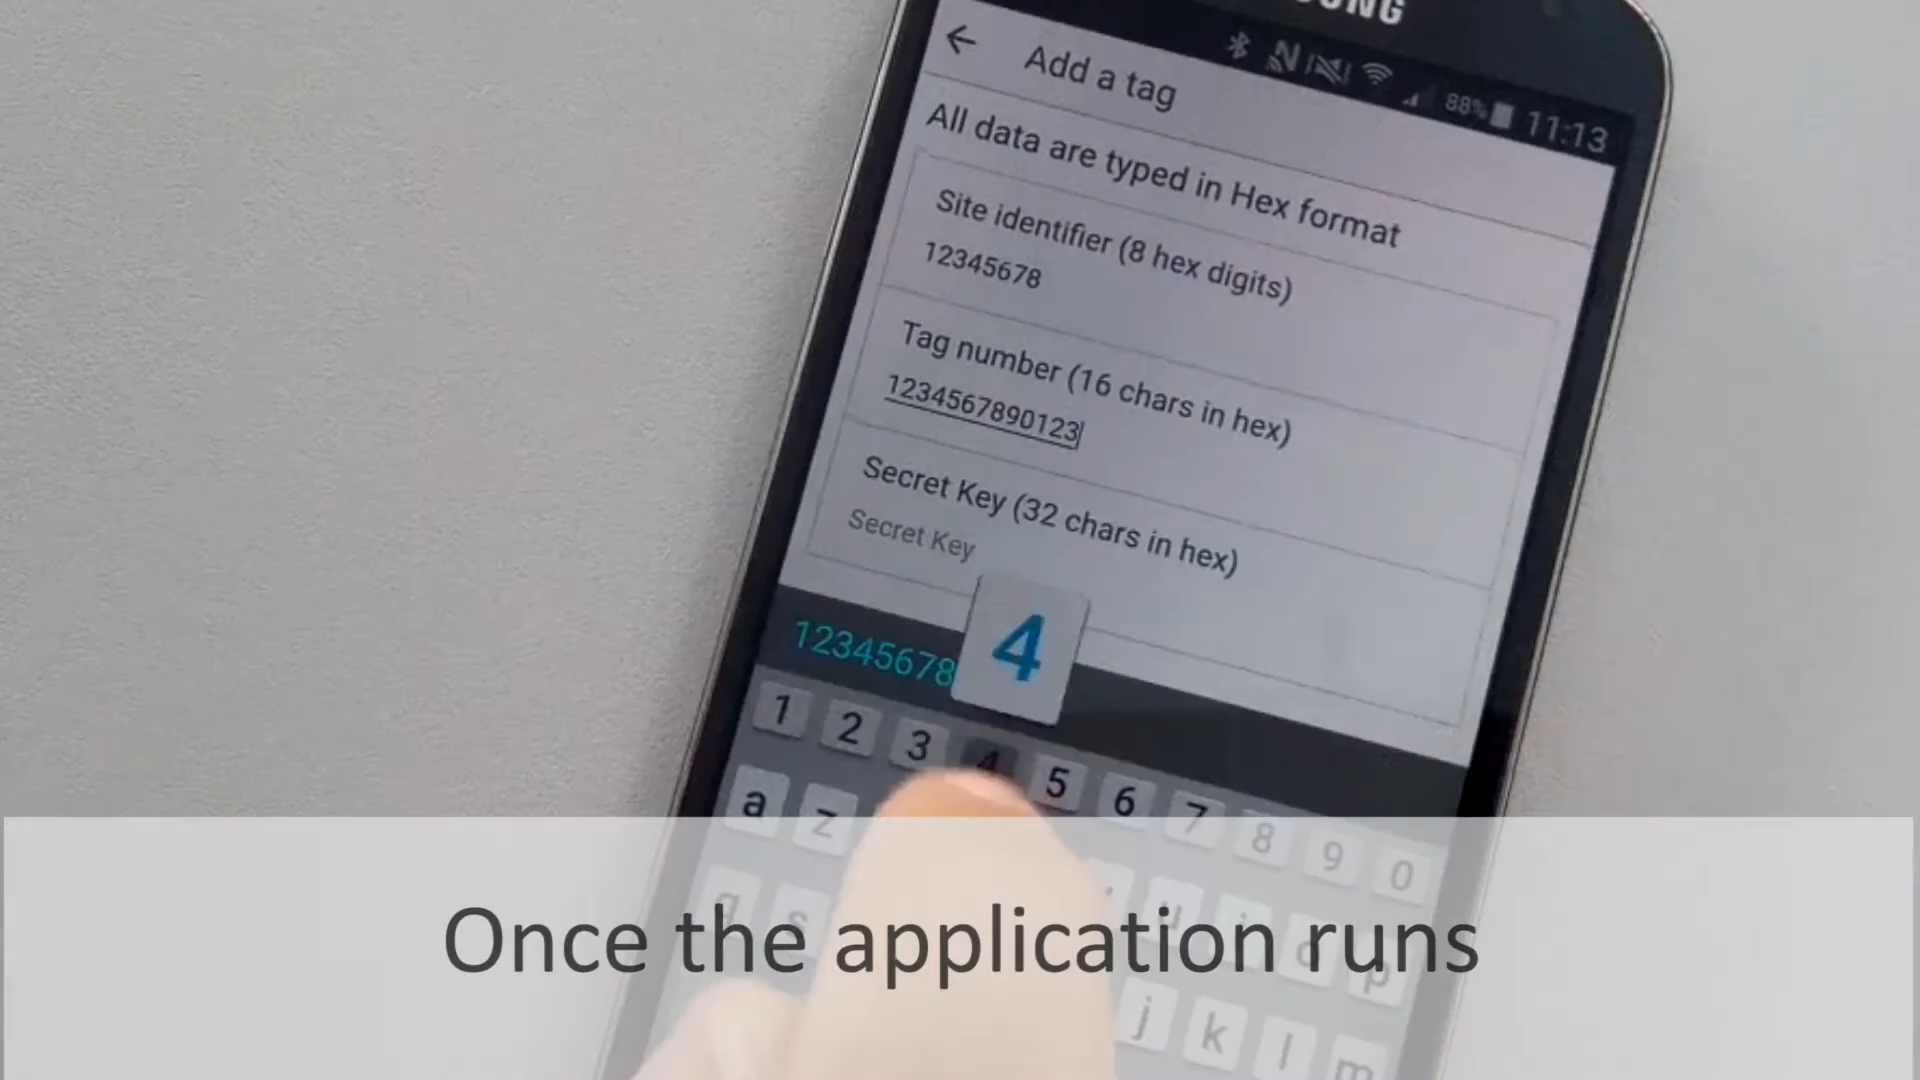 Add a tag
88% 11:13
All data are typed in Hex format
Site identifier (8 hex digits)
12345678
Tag number (16 chars in hex)
1234567890123
Secret Key (32 chars in hex)
Secret Key
12345678
4
1 2 3 4 5 6 7 8 9 0
a z
q s
p
j k l m
Once the application runs